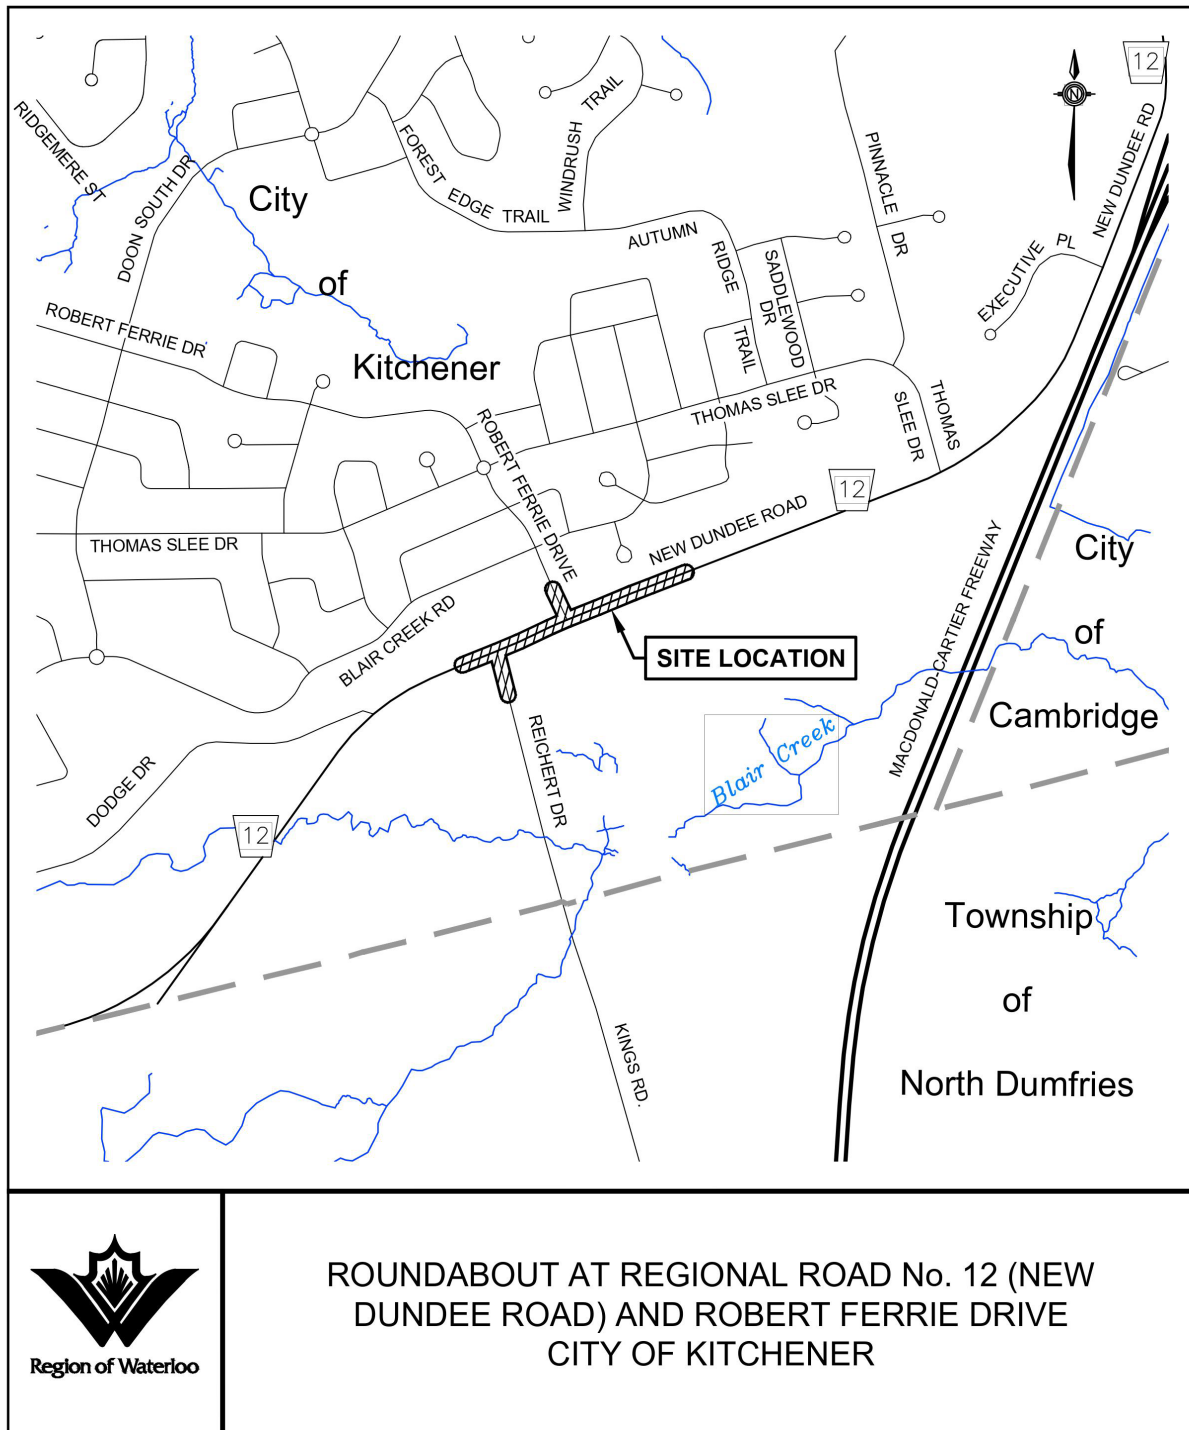 12
RIDGEMERE ST
DOON SOUTH DR
City
of
Kitchener
FOREST
EDGE
TRAIL
WINDRUSH
TRAIL
AUTUMN
RIDGE
TRAIL
SADDLEWOOD
DR
PINNACLE
DR
N
NEW DUNDEE RD
EXECUTIVE
PL
ROBERT FERRIE DR
ROBERT FERRIE DRIVE
THOMAS SLEE DR
THOMAS
SLEE DR
12
NEW DUNDEE ROAD
THOMAS SLEE DR
BLAIR CREEK RD
SITE LOCATION
MACDONALD-CARTIER FREEWAY
City
of
Cambridge
REICHERT DR
Blair Creek
DODGE DR
12
Township
of
North Dumfries
KINGS RD.
Region of Waterloo
ROUNDABOUT AT REGIONAL ROAD No. 12 (NEW
DUNDEE ROAD) AND ROBERT FERRIE DRIVE
CITY OF KITCHENER